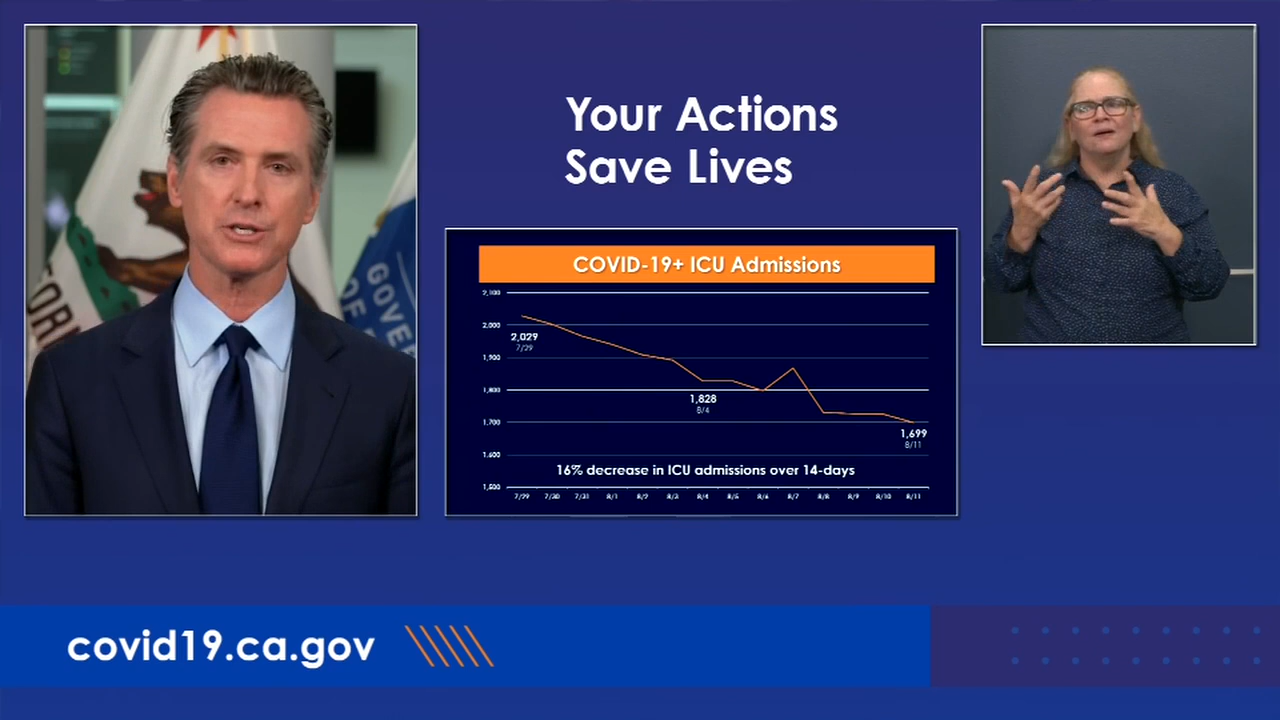 Your Actions
Save Lives
COVID-19+ ICU Admissions
2,100
2,000
1,900
1,800
1,700
1,600
1,500
2,029
7/29
1,828
8/4
1,699
8/11
16% decrease in ICU admissions over 14-days
7/29 7/30 7/31 8/1 8/2 8/3 8/4 8/5 8/6 8/7 8/8 8/9 8/10 8/11
covid19.ca.gov